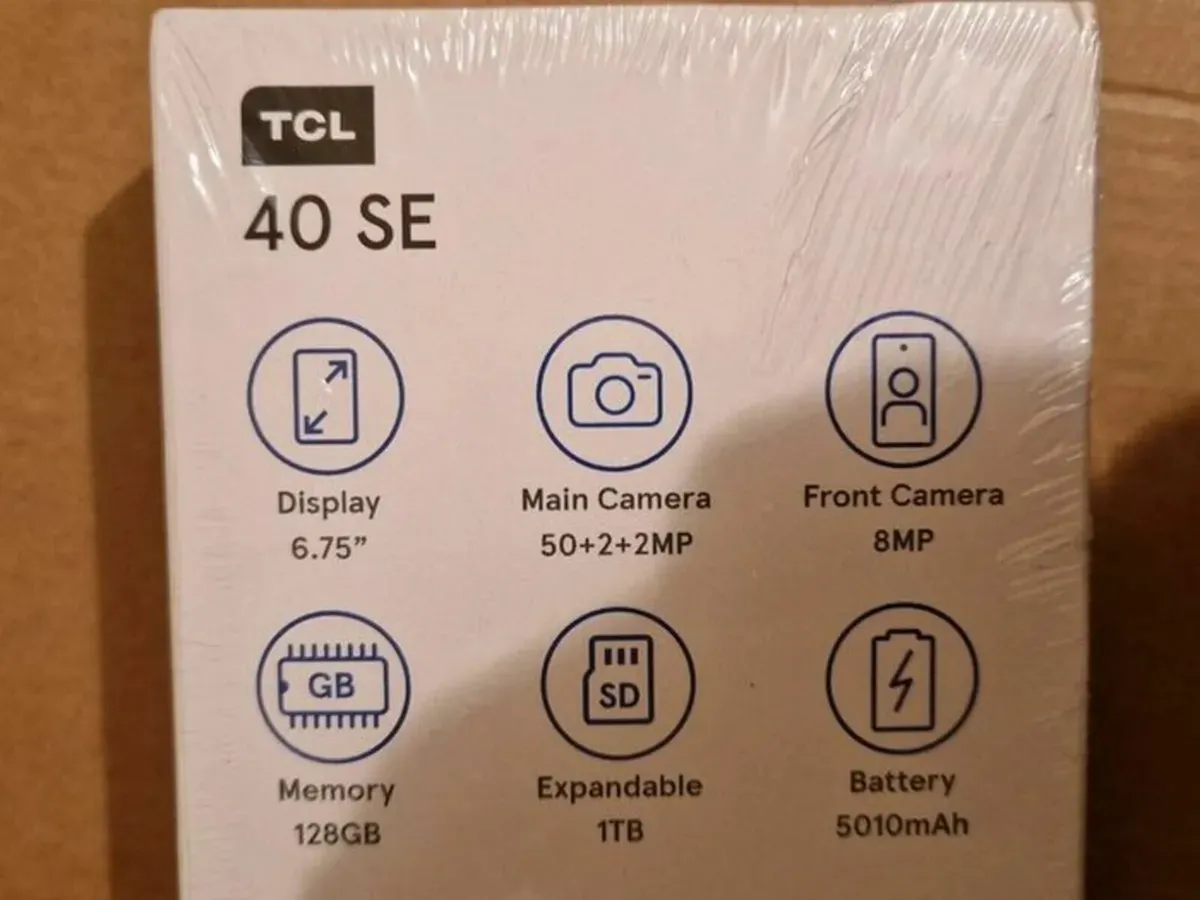 TCL
40 SE
Display
6.75”
Main Camera
50+2+2MP
Front Camera
8MP
GB
Memory
128GB
SD
Expandable
1TB
Battery
5010mAh